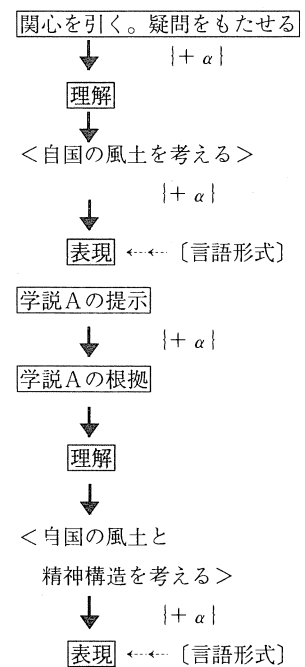 関心を引く。疑問をもたせる
{+ α}
理解
<自国の風土を考える>
{+ α}
表現 〔言語形式〕
学説Aの提示
{+ α}
学説Aの根拠
理解
<自国の風土と
精神構造を考える>
{+ α}
表現 〔言語形式〕